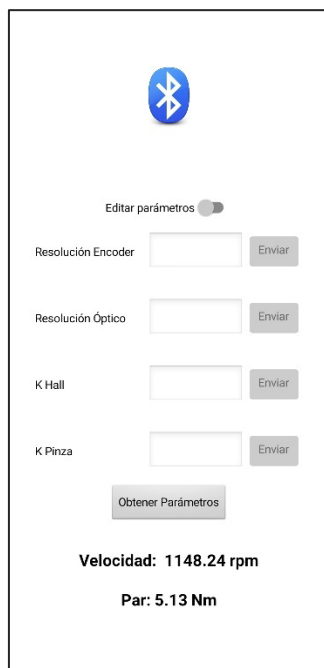 Editar parámetros
Resolución Encoder Enviar
Resolución Óptico Enviar
K Hall Enviar
K Pinza Enviar
Obtener Parámetros
Velocidad: 1148.24 rpm
Par: 5.13 Nm